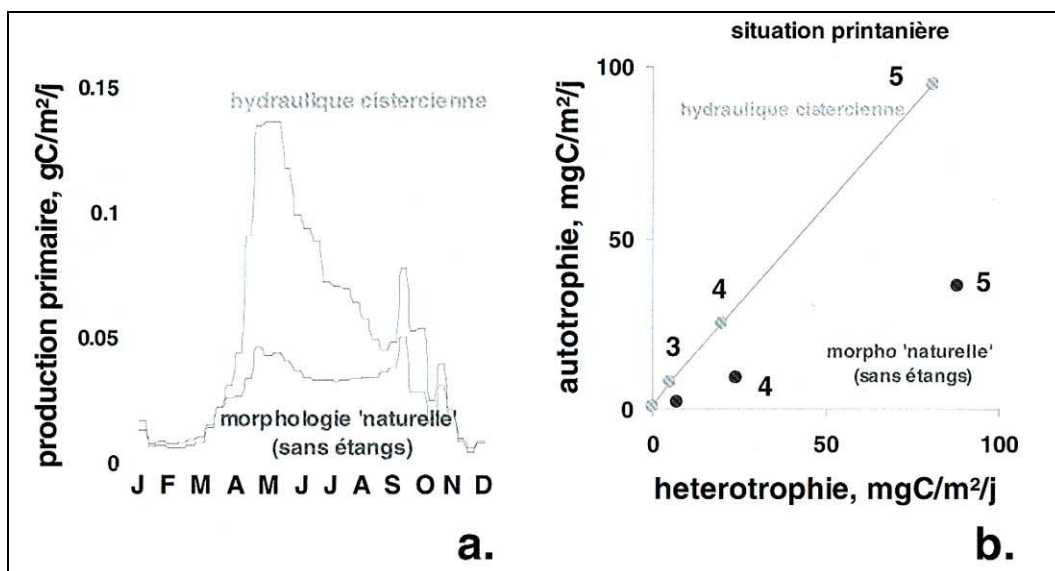 production primaire, gC/m²/j
0.15
0.1
0.05
0
hydraulique cistercienne
morphologie 'naturelle'
(sans étangs)
J F M A M J J A S O N D
a.
situation printanière
autotrophie, mgC/m²/j
100
50
0
hydraulique cistercienne
5
4
3
5
4
morpho 'naturelle'
(sans étangs)
0 50 100
heterotrophie, mgC/m²/j
b.